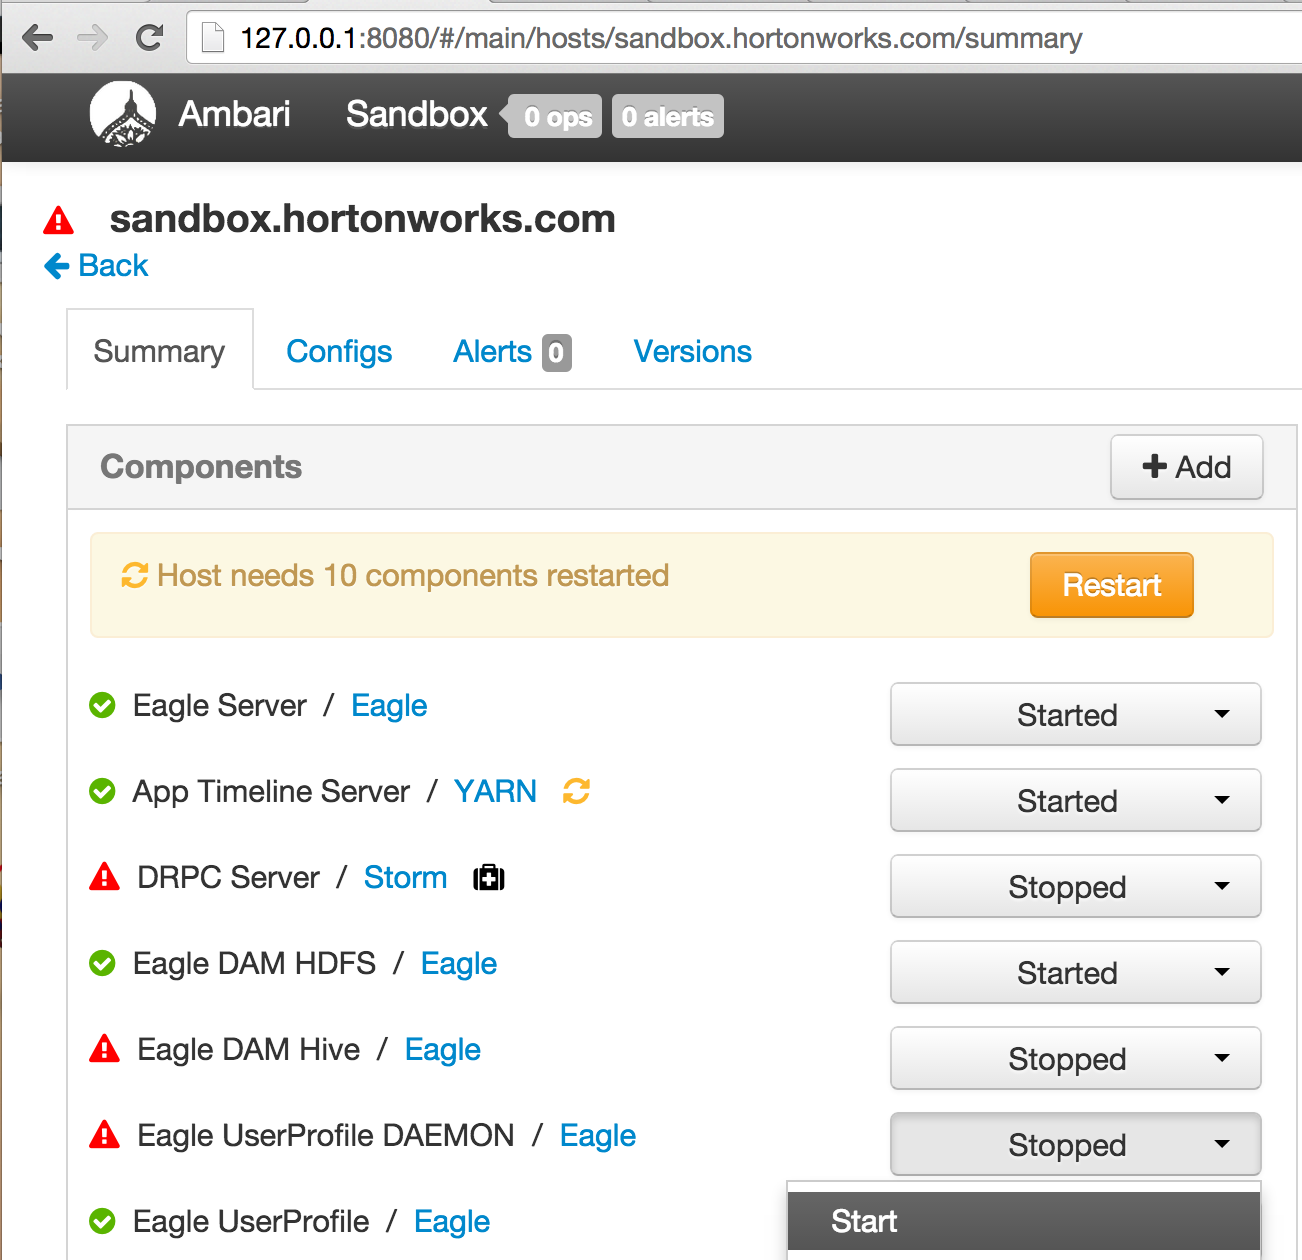 127.0.0.1:8080/#/main/hosts/sandbox.hortonworks.com/summary
Ambari Sandbox 0 ops 0 alerts
sandbox.hortonworks.com
Back
Summary Configs Alerts 0 Versions
Components Add
Host needs 10 components restarted Restart
Eagle Server / Eagle Started
App Timeline Server / YARN Started
DRPC Server / Storm Stopped
Eagle DAM HDFS / Eagle Started
Eagle DAM Hive / Eagle Stopped
Eagle UserProfile DAEMON / Eagle Stopped
Eagle UserProfile / Eagle Start